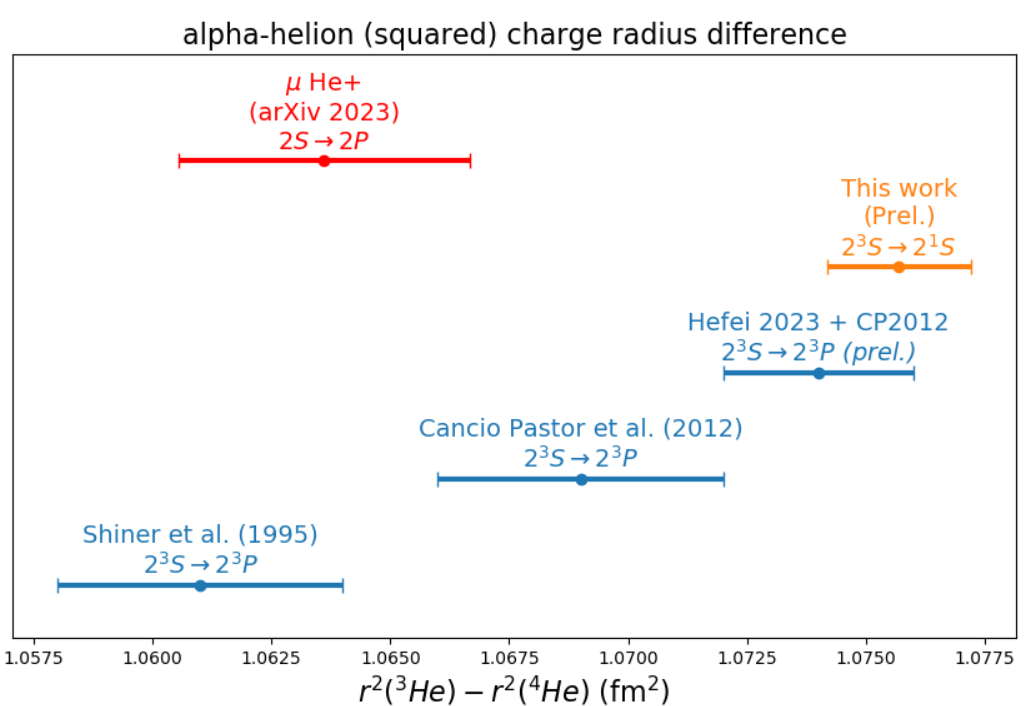 alpha-helion (squared) charge radius difference
μ He+
(arXiv 2023)
2S → 2P
This work
(Prel.)
2³S → 2¹S
Hefei 2023 + CP2012
2³S → 2³P (prel.)
Cancio Pastor et al. (2012)
2³S → 2³P
Shiner et al. (1995)
2³S → 2³P
1.0575 1.0600 1.0625 1.0650 1.0675 1.0700 1.0725 1.0750 1.0775
r²(³He) − r²(⁴He) (fm²)